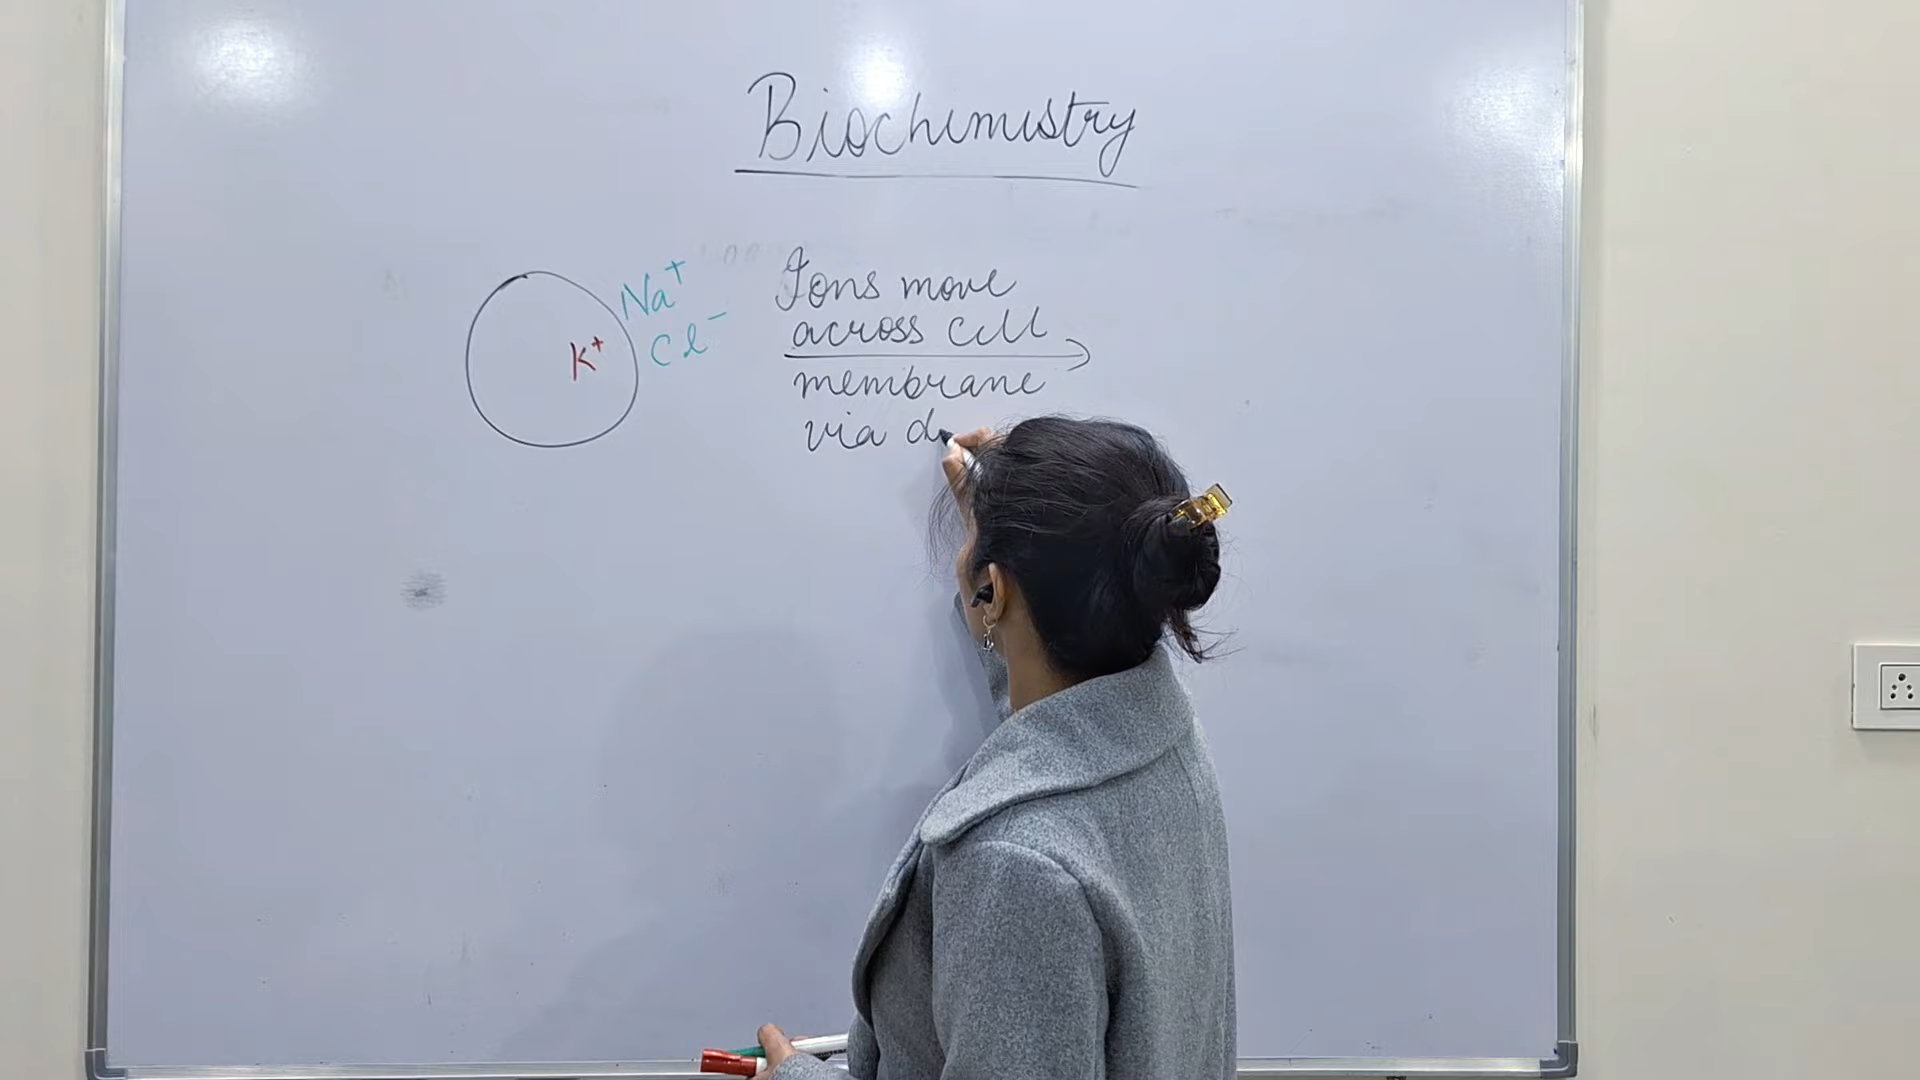 Biochemistry
Na+
Cl-
K+
Ions move
across cell
membrane
via d